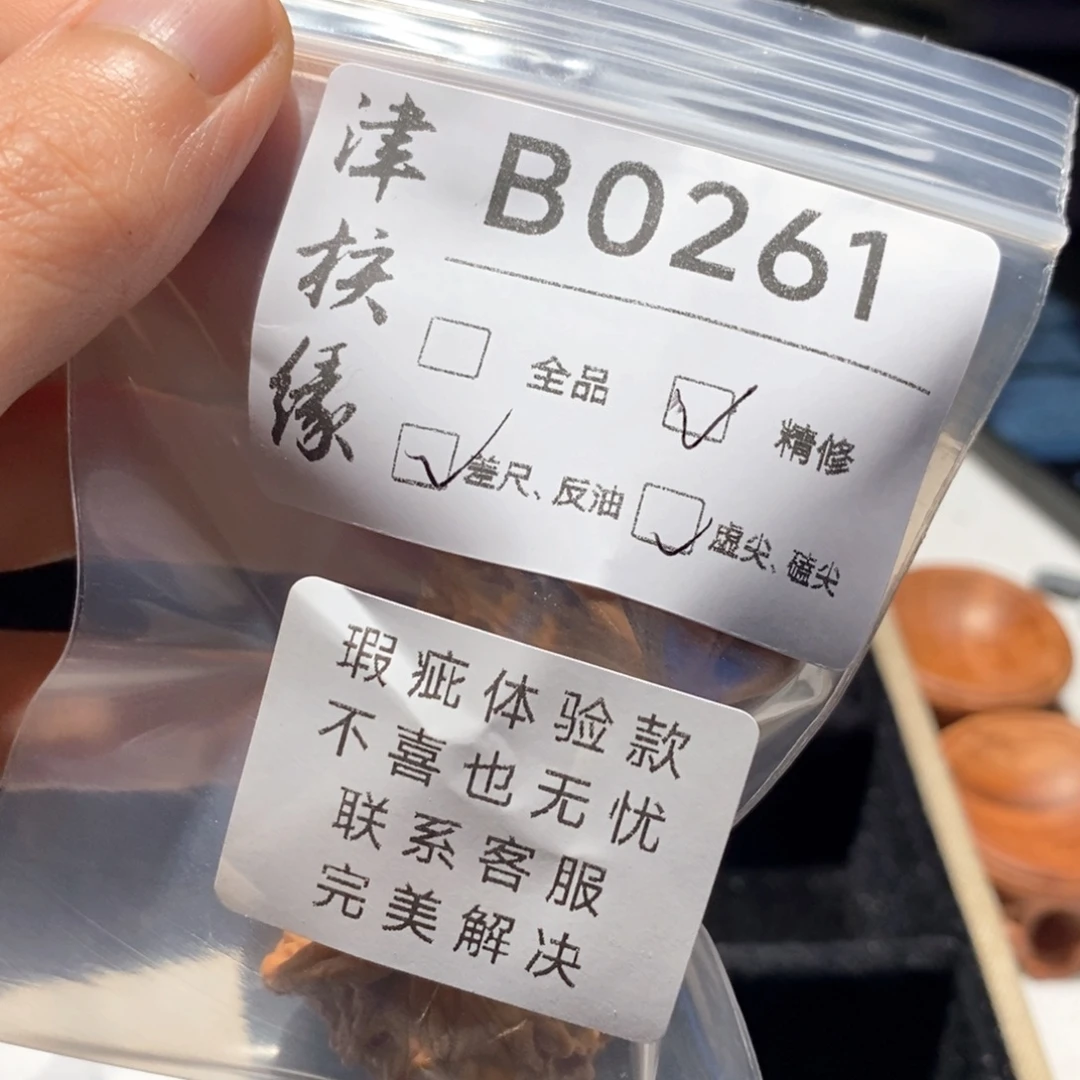 津核缘
B0261
全品 精修
差尺、反油 虚尖、磕尖
瑕疵体验款
不喜也无忧
联系客服
完美解决